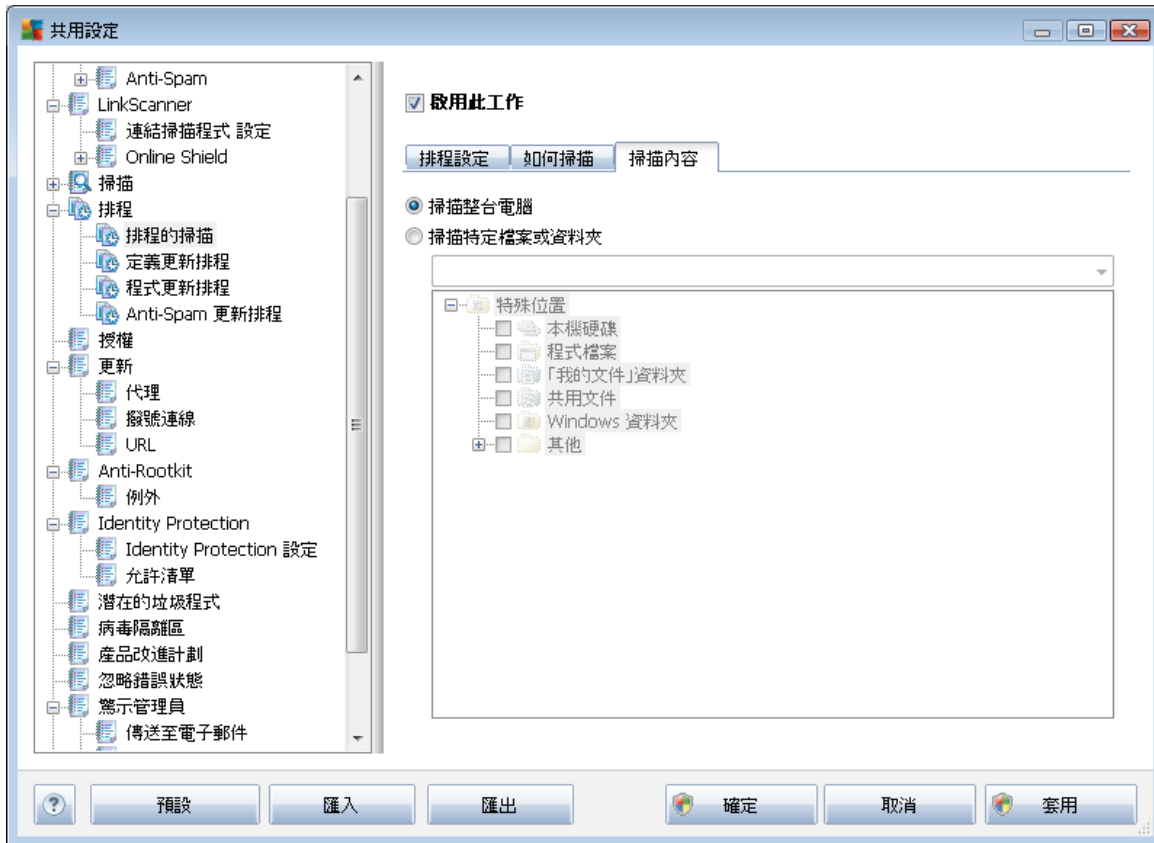 共用設定
Anti-Spam
LinkScanner
連結掃描程式 設定
Online Shield
掃描
排程
排程的掃描
定義更新排程
程式更新排程
Anti-Spam 更新排程
授權
更新
代理
撥號連線
URL
Anti-Rootkit
例外
Identity Protection
Identity Protection 設定
允許清單
潛在的垃圾程式
病毒隔離區
產品改進計劃
忽略錯誤狀態
警示管理員
傳送至電子郵件
啟用此工作
排程設定 如何掃描 掃描內容
掃描整台電腦
掃描特定檔案或資料夾
特殊位置
本機硬碟
程式檔案
「我的文件」資料夾
共用文件
Windows 資料夾
其他
? 預設 匯入 匯出 確定 取消 套用